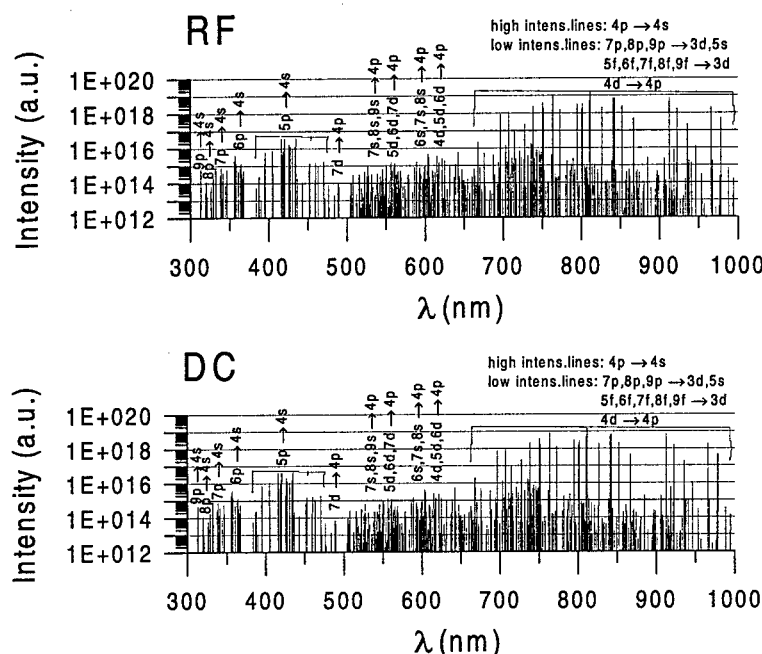 RF
high intens.lines: 4p → 4s
low intens.lines: 7p,8p,9p → 3d,5s
5f,6f,7f,8f,9f → 3d
4d → 4p
Intensity (a.u.)
1E+020
1E+018
1E+016
1E+014
1E+012
9p → 4s
8p → 4s
7p → 4s
6p → 4s
5p → 4s
7d → 4p
7s,8s,9s → 4p
5d,6d,7d → 4p
6s,7s,8s → 4p
4d,5d,6d → 4p
300 400 500 600 700 800 900 1000
λ (nm)
DC
high intens.lines: 4p → 4s
low intens.lines: 7p,8p,9p → 3d,5s
5f,6f,7f,8f,9f → 3d
4d → 4p
Intensity (a.u.)
1E+020
1E+018
1E+016
1E+014
1E+012
9p → 4s
8p → 4s
7p → 4s
6p → 4s
5p → 4s
7d → 4p
7s,8s,9s → 4p
5d,6d,7d → 4p
6s,7s,8s → 4p
4d,5d,6d → 4p
300 400 500 600 700 800 900 1000
λ (nm)